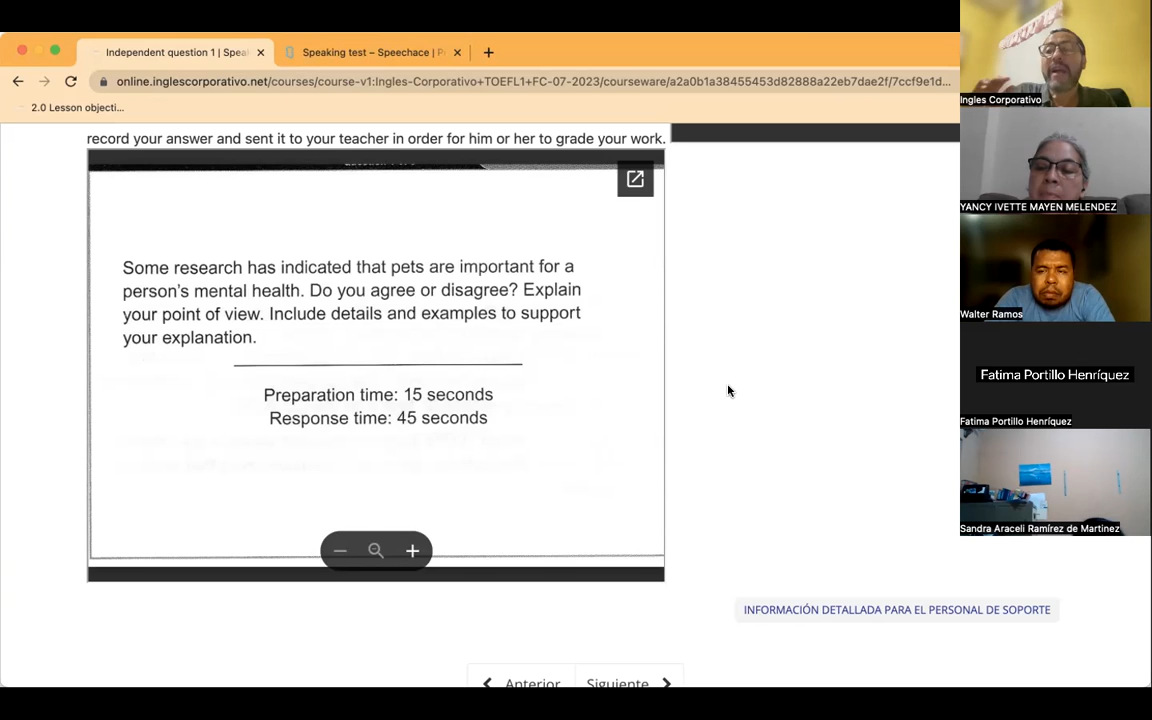 Independent question 1 | Spea
Speaking test – Speechace | P
online.inglescorporativo.net/courses/course-v1:Ingles-Corporativo+TOEFL1+FC-07-2023/courseware/a2a0b1a38455453d82888a22eb7dae2f/7ccf9e1d...
2.0 Lesson objecti...
record your answer and sent it to your teacher in order for him or her to grade your work.
Some research has indicated that pets are important for a
person's mental health. Do you agree or disagree? Explain
your point of view. Include details and examples to support
your explanation.
Preparation time: 15 seconds
Response time: 45 seconds
INFORMACIÓN DETALLADA PARA EL PERSONAL DE SOPORTE
Anterior
Siguiente
Ingles Corporativo
YANCY IVETTE MAYEN MELENDEZ
Walter Ramos
Fatima Portillo Henríquez
Fatima Portillo Henríquez
Sandra Araceli Ramírez de Martinez